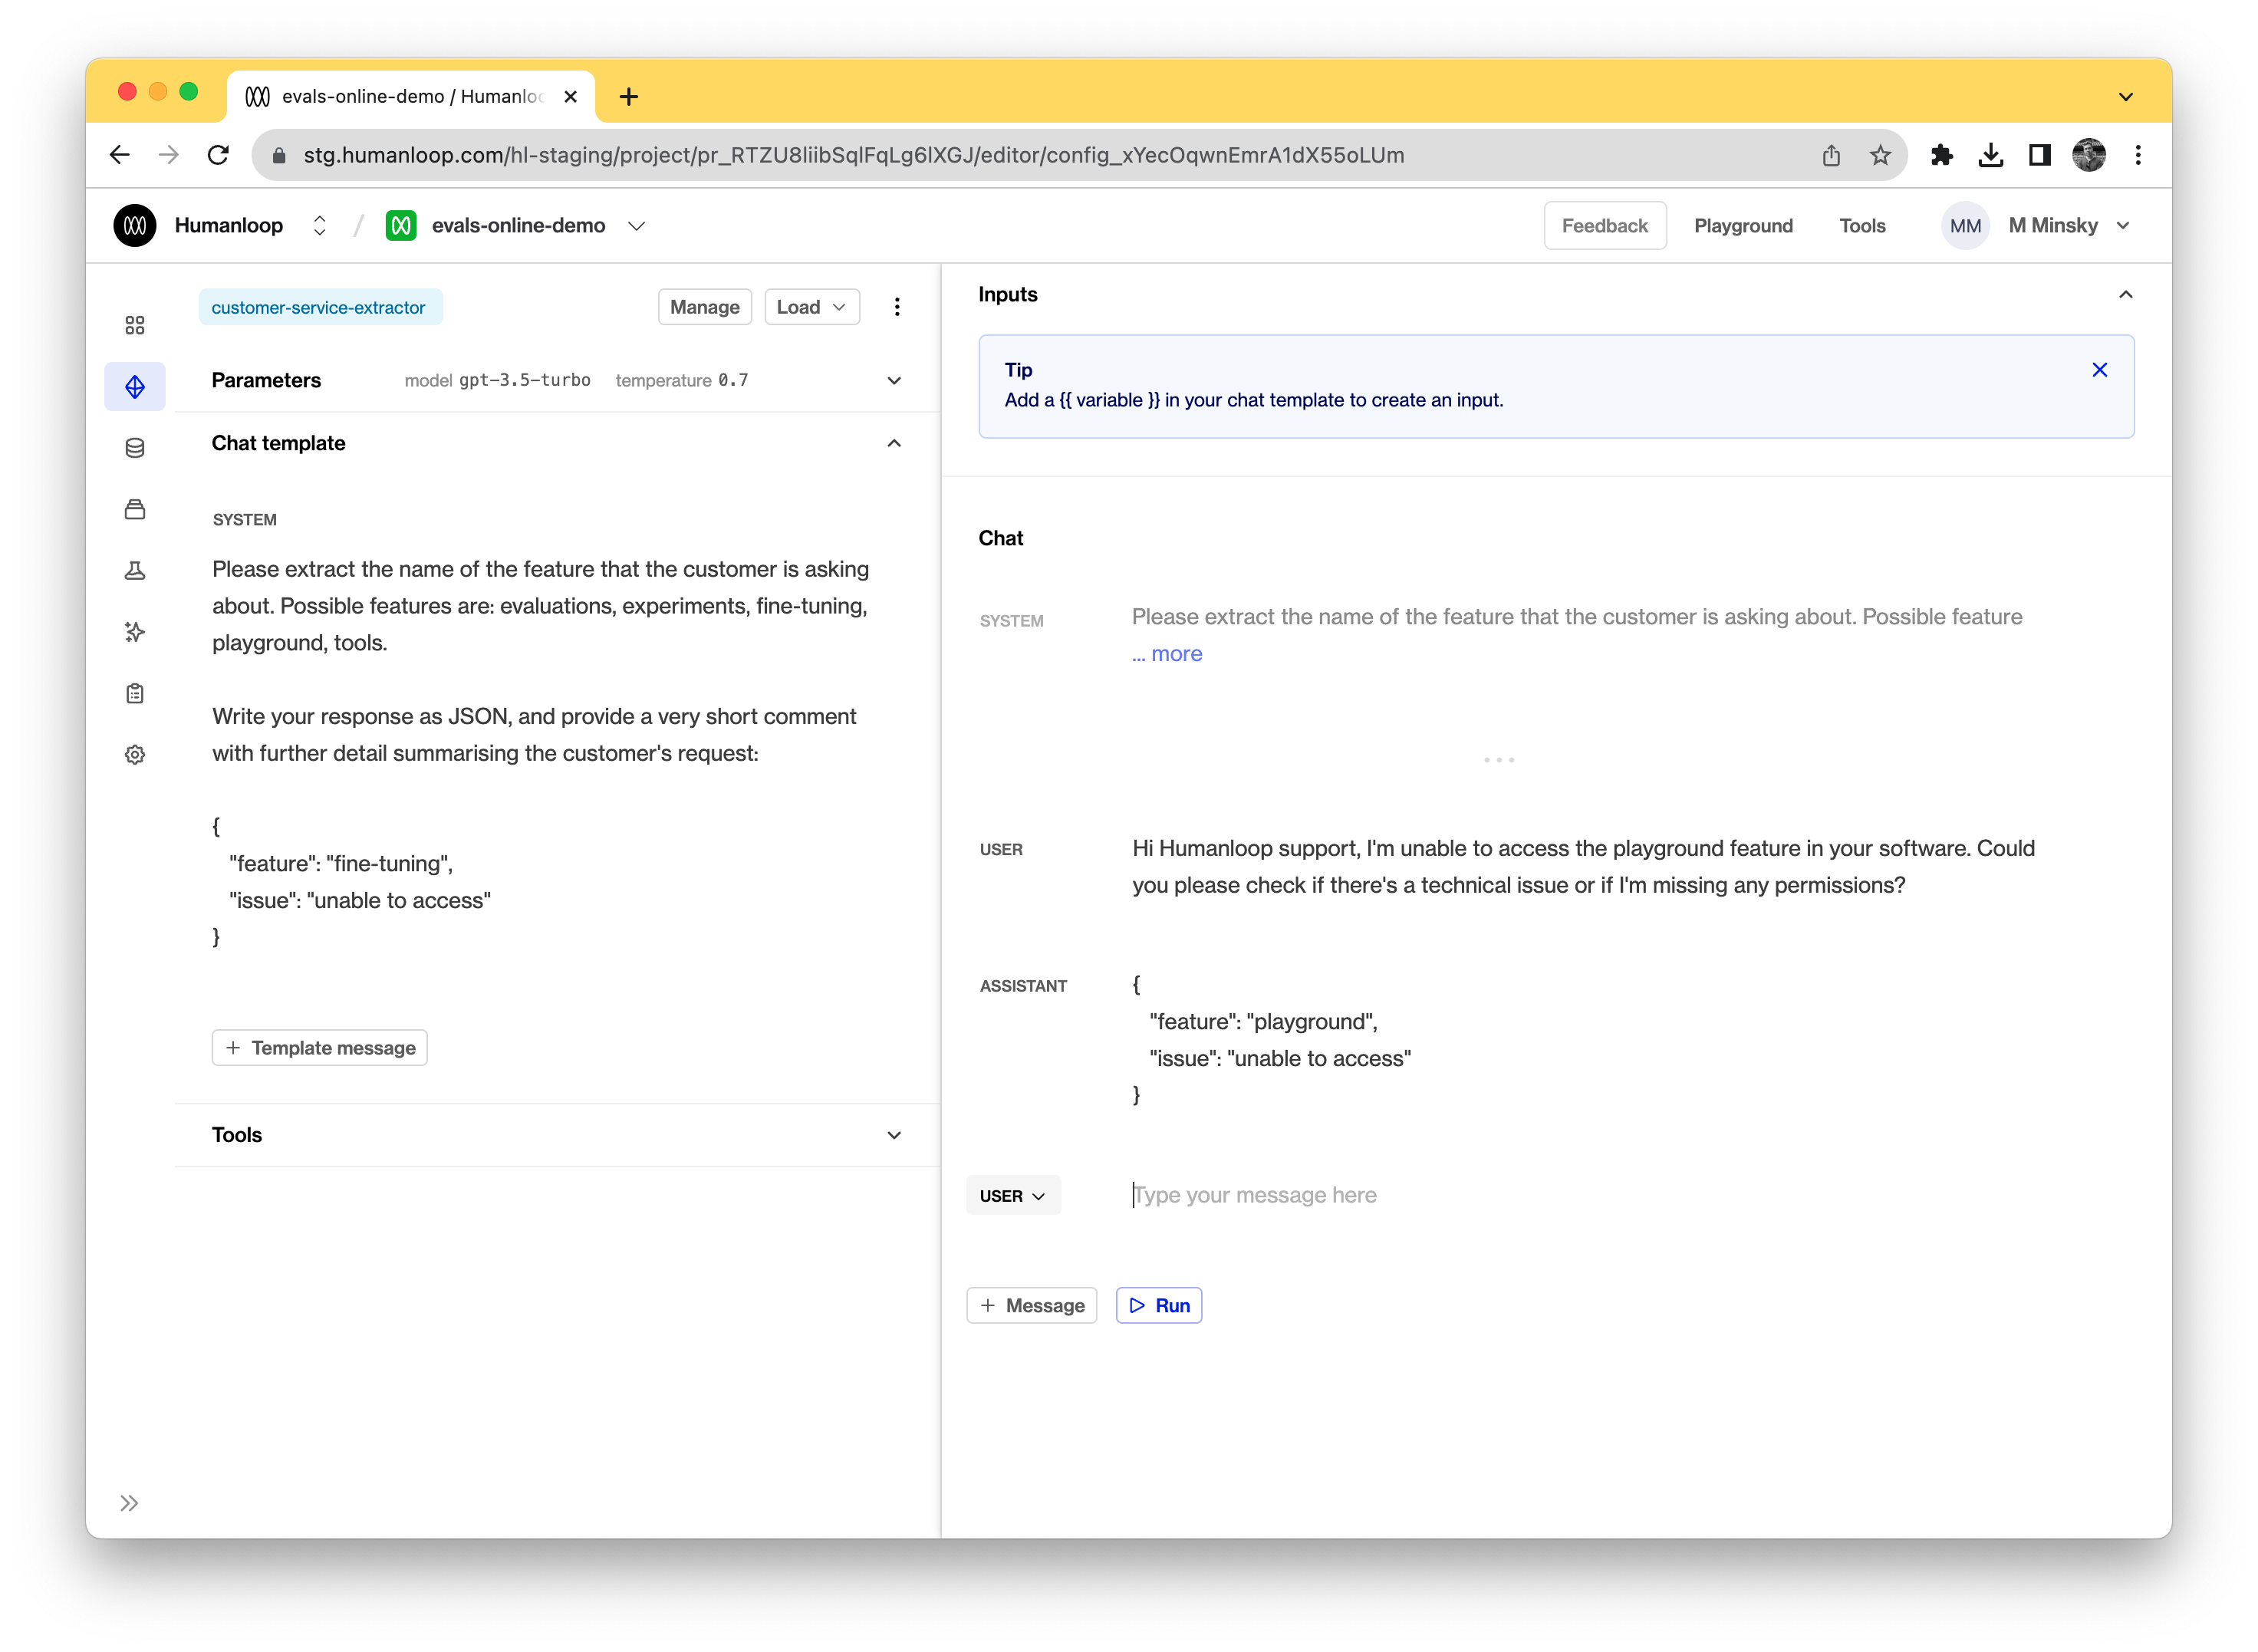 evals-online-demo / Humanloo
stg.humanloop.com/hl-staging/project/pr_RTZU8liibSqlFqLg6lXGJ/editor/config_xYecOqwnEmrA1dX55oLUm
Humanloop / evals-online-demo
Feedback Playground Tools MM M Minsky
customer-service-extractor Manage Load
Parameters model gpt-3.5-turbo temperature 0.7
Chat template
SYSTEM
Please extract the name of the feature that the customer is asking
about. Possible features are: evaluations, experiments, fine-tuning,
playground, tools.
Write your response as JSON, and provide a very short comment
with further detail summarising the customer's request:
{
"feature": "fine-tuning",
"issue": "unable to access"
}
+ Template message
Tools
Inputs
Tip
Add a {{ variable }} in your chat template to create an input.
Chat
SYSTEM
Please extract the name of the feature that the customer is asking about. Possible feature
... more
USER
Hi Humanloop support, I'm unable to access the playground feature in your software. Could
you please check if there's a technical issue or if I'm missing any permissions?
ASSISTANT
{
"feature": "playground",
"issue": "unable to access"
}
USER
Type your message here
+ Message
Run